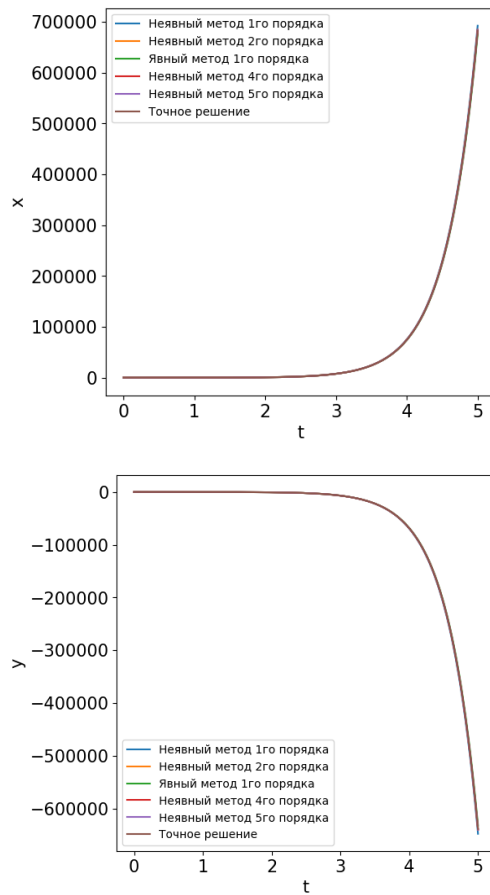 700000
600000
500000
400000
300000
200000
100000
0
x
Неявный метод 1го порядка
Неявный метод 2го порядка
Явный метод 1го порядка
Неявный метод 4го порядка
Неявный метод 5го порядка
Точное решение
0 1 2 3 4 5
t
0
−100000
−200000
−300000
−400000
−500000
−600000
y
Неявный метод 1го порядка
Неявный метод 2го порядка
Явный метод 1го порядка
Неявный метод 4го порядка
Неявный метод 5го порядка
Точное решение
0 1 2 3 4 5
t